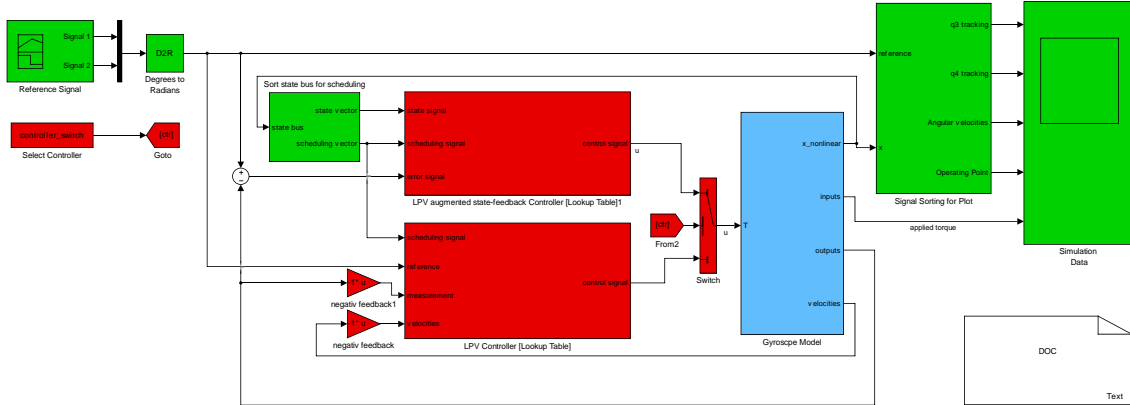 Signal 1
Signal 2
Reference Signal
D2R
Degrees to
Radians
controller_switch
Select Controller
[ctr]
Goto
Sort state bus for scheduling
state bus
state vector
scheduling vector
+
−
state signal
scheduling signal
error signal
control signal
u
LPV augmented state-feedback Controller [Lookup Table]1
scheduling signal
reference
measurement
velocities
control signal
LPV Controller [Lookup Table]
-1* u
negativ feedback1
-1* u
negativ feedback
[ctr]
From2
Switch
u
T
x_nonlinear
inputs
outputs
velocities
Gyroscpe Model
applied torque
reference
x
q3 tracking
q4 tracking
Angular velocities
Operating Point
Signal Sorting for Plot
Simulation
Data
DOC
Text